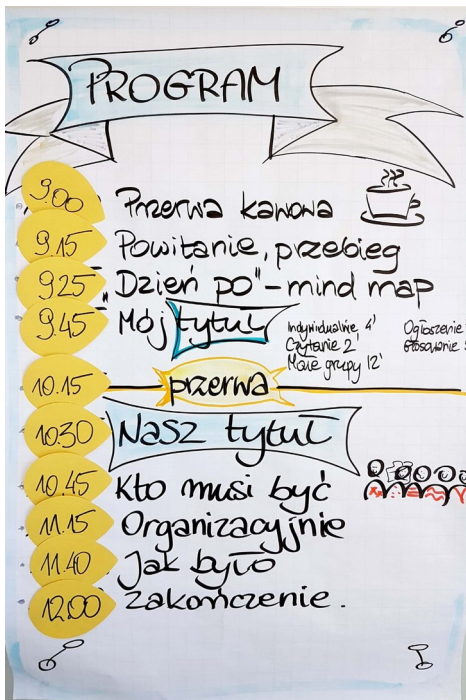 PROGRAM
9.00 Przerwa kawowa
9.15 Powitanie, przebieg
9.25 "Dzień po" - mind map
9.45 Mój tytuł
Indywidualnie 4'
Czytanie 2'
Małe grupy 12'
Ogłoszenie
Głosowanie
10.15 przerwa
10.30 Nasz tytuł
10.45 Kto musi być
11.15 Organizacyjnie
11.40 Jak było
12.00 zakończenie.